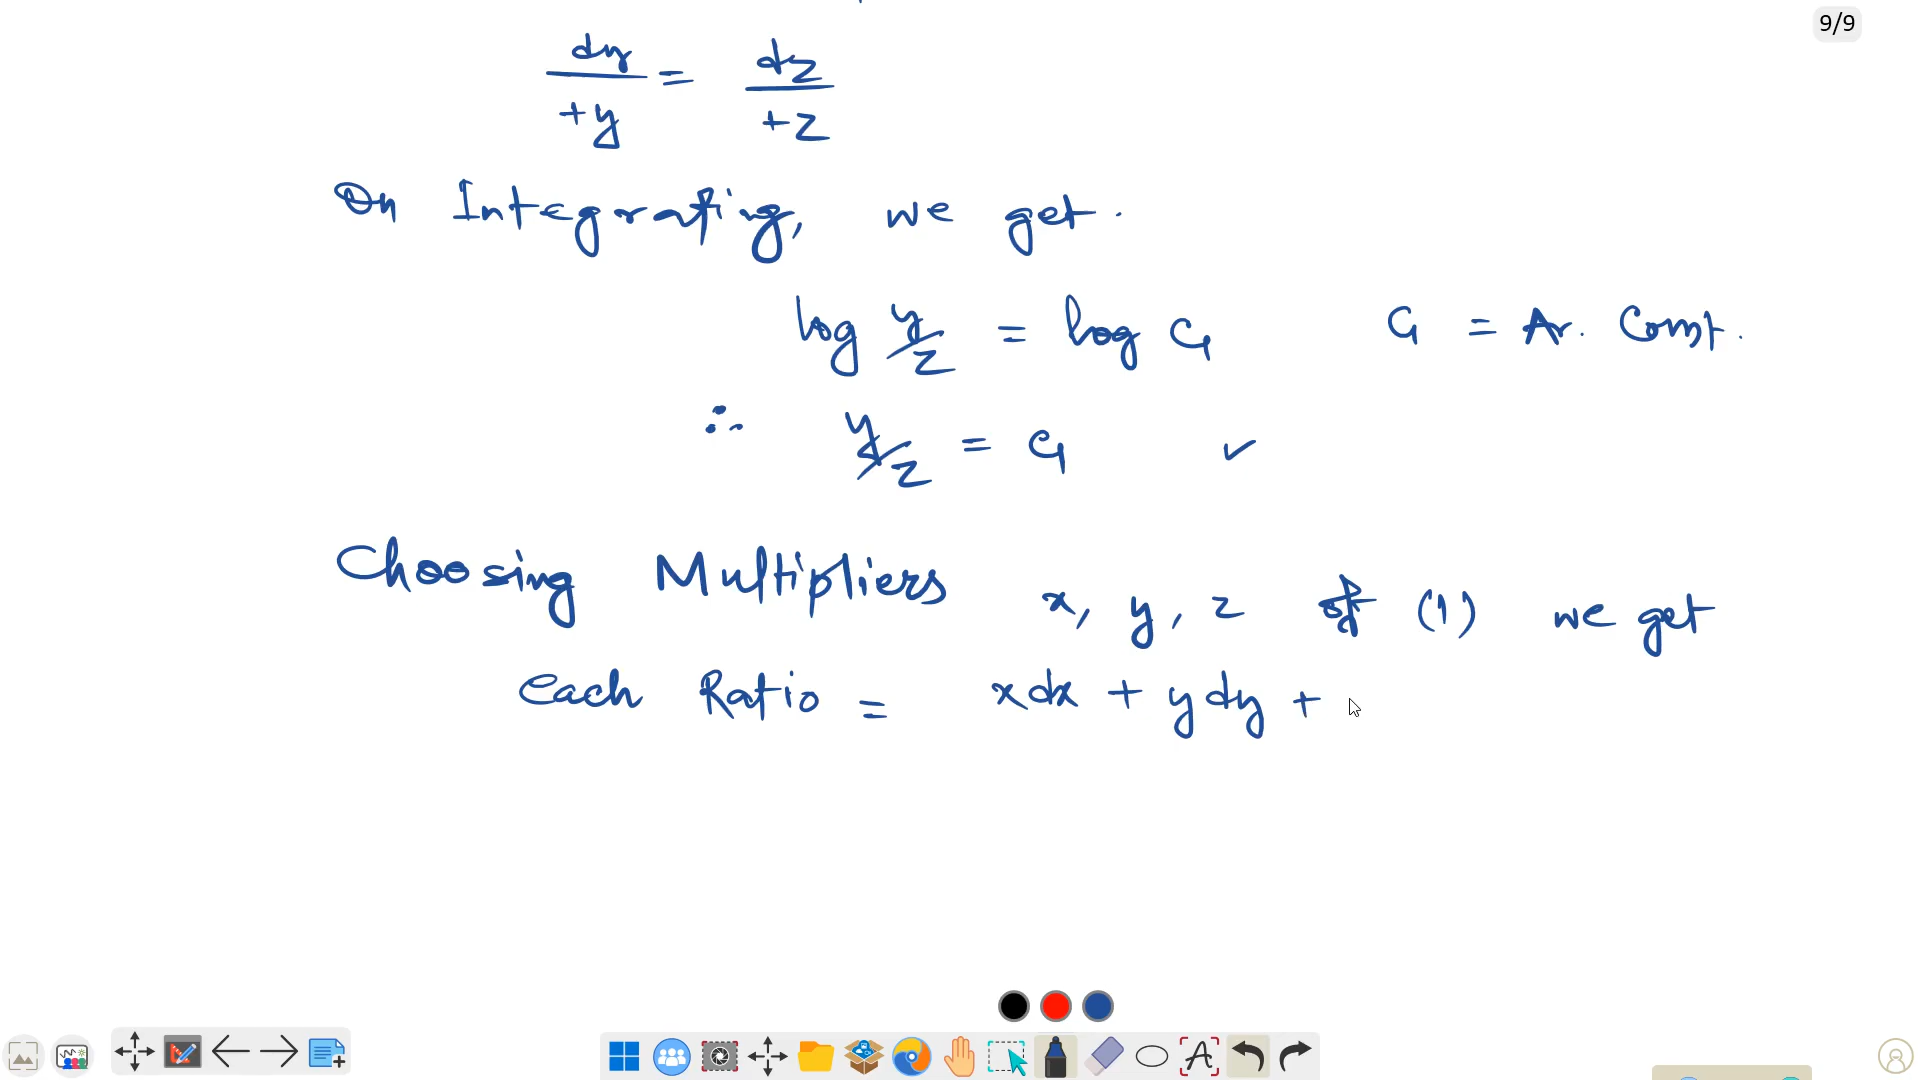 9/9
dy/+y = dz/+z
On Integrating, we get.
log y/z = log C1 C1 = Ar. Const.
∴ y/z = C1 ✓
Choosing Multipliers x, y, z of (1) we get
each Ratio = xdx + ydy +